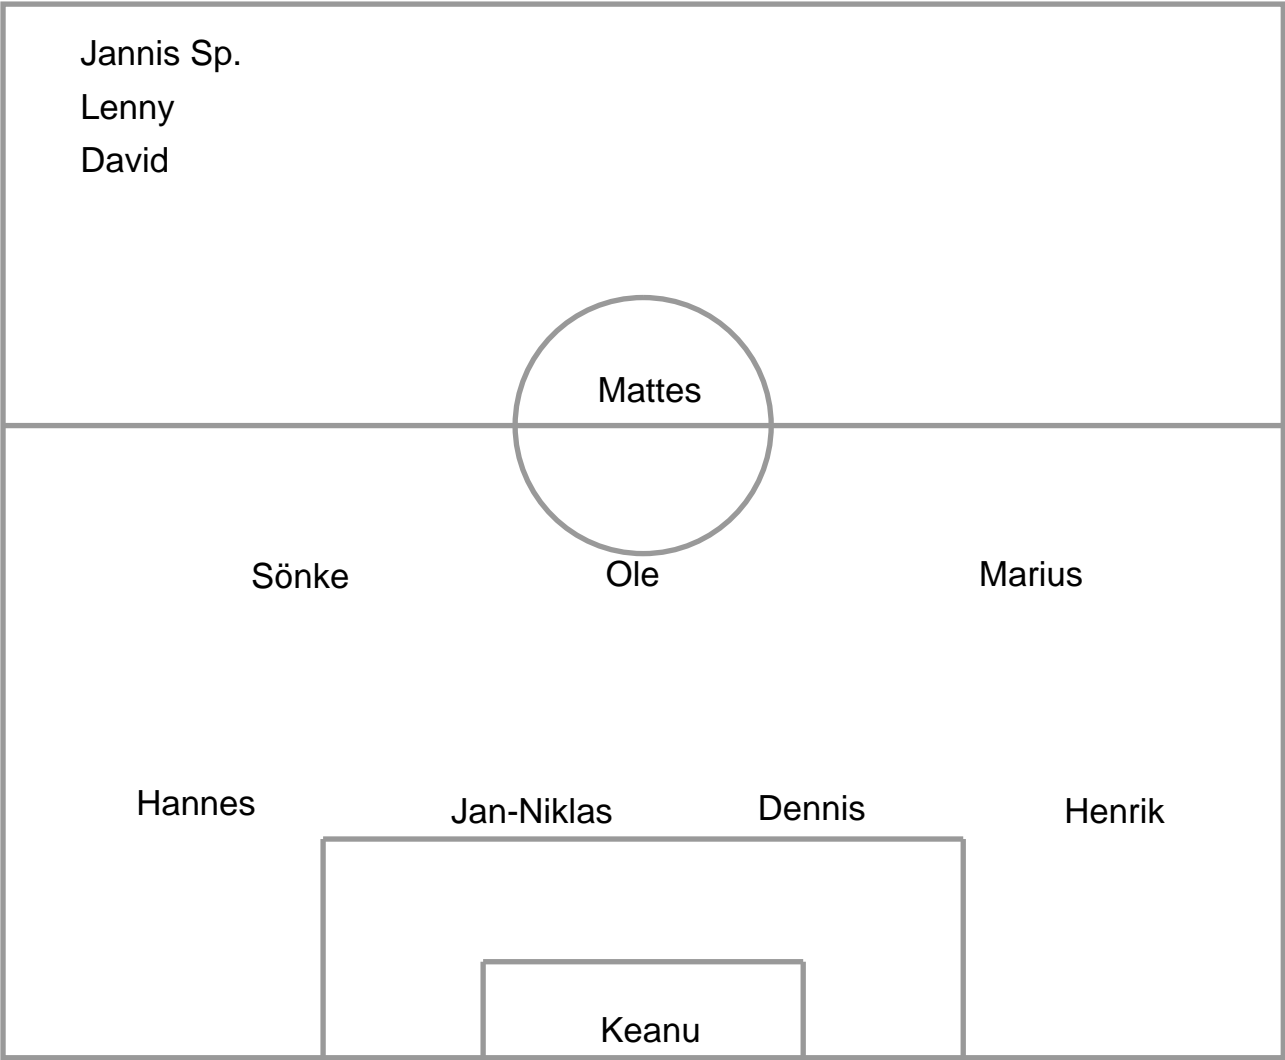 Jannis Sp.
Lenny
David
Mattes
Sönke Ole Marius
Hannes Jan-Niklas Dennis Henrik
Keanu